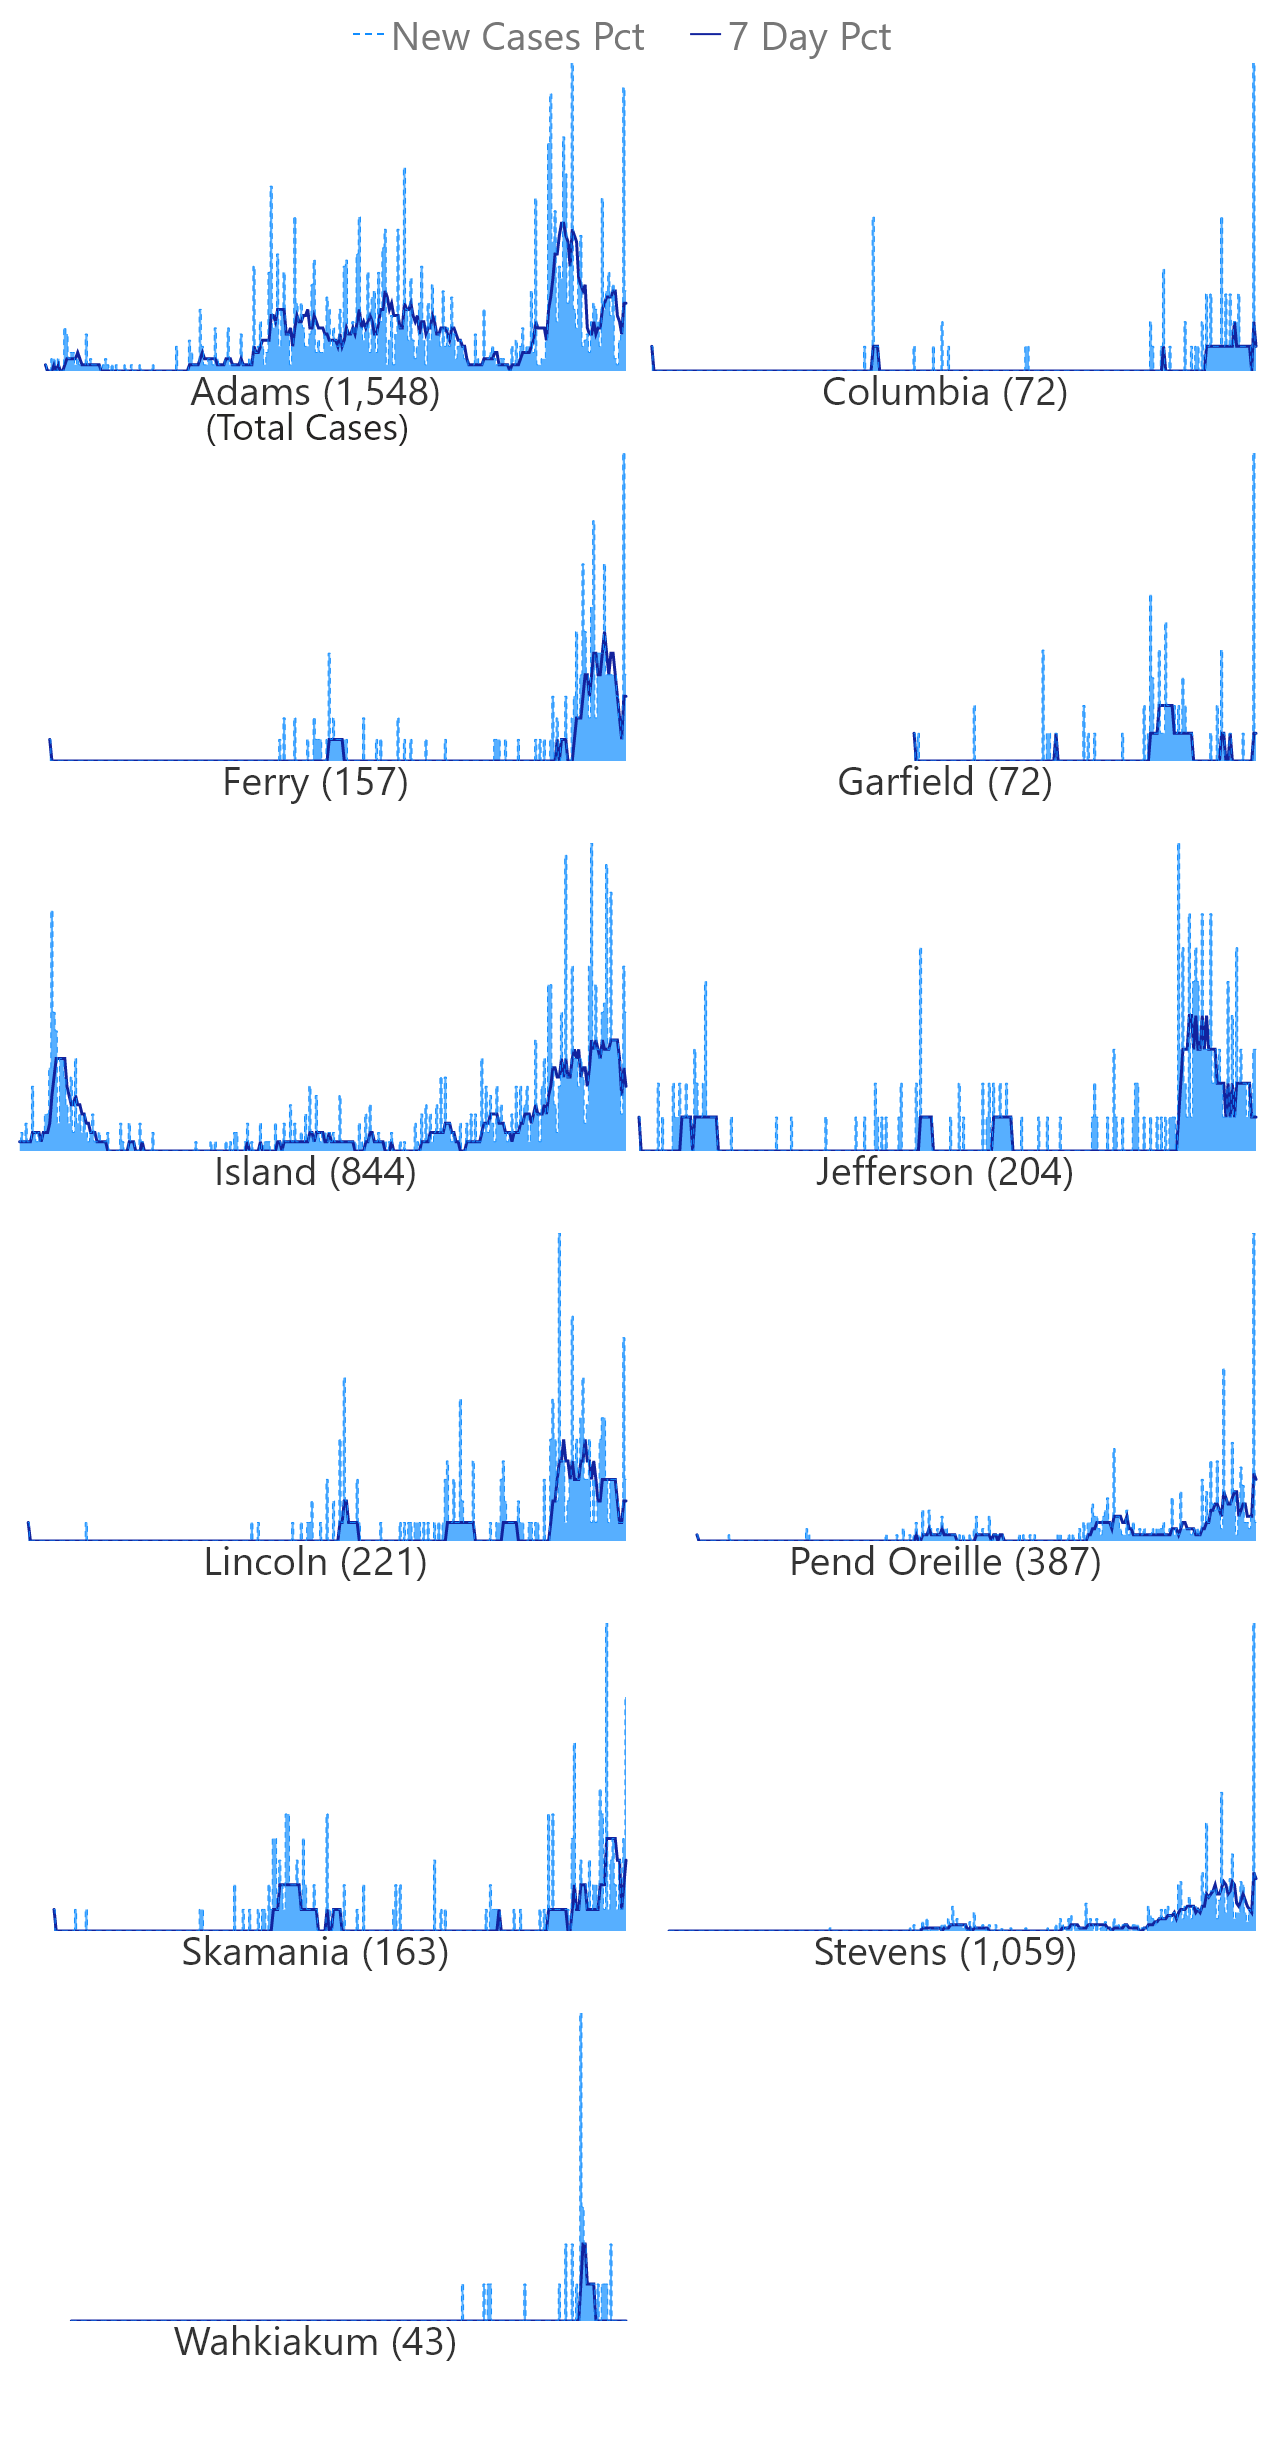 New Cases Pct 7 Day Pct
Adams (1,548) Columbia (72)
(Total Cases)
Ferry (157) Garfield (72)
Island (844) Jefferson (204)
Lincoln (221) Pend Oreille (387)
Skamania (163) Stevens (1,059)
Wahkiakum (43)